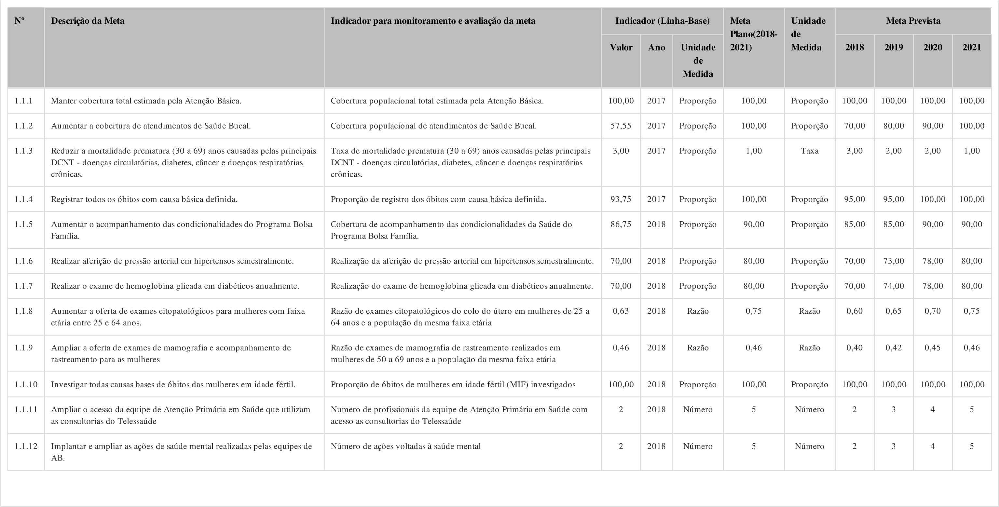 Nº Descrição da Meta Indicador para monitoramento e avaliação da meta Indicador (Linha-Base) Meta Unidade Meta Prevista
Plano(2018- de
Valor Ano Unidade 2021) Medida 2018 2019 2020 2021
de
Medida
1.1.1 Manter cobertura total estimada pela Atenção Básica. Cobertura populacional total estimada pela Atenção Básica. 100,00 2017 Proporção 100,00 Proporção 100,00 100,00 100,00 100,00
1.1.2 Aumentar a cobertura de atendimentos de Saúde Bucal. Cobertura populacional de atendimentos de Saúde Bucal. 57,55 2017 Proporção 100,00 Proporção 70,00 80,00 90,00 100,00
1.1.3 Reduzir a mortalidade prematura (30 a 69) anos causadas pelas principais Taxa de mortalidade prematura (30 a 69) anos causadas pelas principais 3,00 2017 Proporção 1,00 Taxa 3,00 2,00 2,00 1,00
DCNT - doenças circulatórias, diabetes, câncer e doenças respiratórias DCNT - doenças circulatórias, diabetes, câncer e doenças respiratórias
crônicas. crônicas.
1.1.4 Registrar todos os óbitos com causa básica definida. Proporção de registro dos óbitos com causa básica definida. 93,75 2017 Proporção 100,00 Proporção 95,00 95,00 100,00 100,00
1.1.5 Aumentar o acompanhamento das condicionalidades do Programa Bolsa Cobertura de acompanhamento das condicionalidades da Saúde do 86,75 2018 Proporção 90,00 Proporção 85,00 85,00 90,00 90,00
Família. Programa Bolsa Família.
1.1.6 Realizar aferição de pressão arterial em hipertensos semestralmente. Realização da aferição de pressão arterial em hipertensos semestralmente. 70,00 2018 Proporção 80,00 Proporção 70,00 73,00 78,00 80,00
1.1.7 Realizar o exame de hemoglobina glicada em diabéticos anualmente. Realização do exame de hemoglobina glicada em diabéticos anualmente. 70,00 2018 Proporção 80,00 Proporção 70,00 74,00 78,00 80,00
1.1.8 Aumentar a oferta de exames citopatológicos para mulheres com faixa Razão de exames citopatológicos do colo do útero em mulheres de 25 a 0,63 2018 Razão 0,75 Razão 0,60 0,65 0,70 0,75
etária entre 25 e 64 anos. 64 anos e a população da mesma faixa etária
1.1.9 Ampliar a oferta de exames de mamografia e acompanhamento de Razão de exames de mamografia de rastreamento realizados em 0,46 2018 Razão 0,46 Razão 0,40 0,42 0,45 0,46
rastreamento para as mulheres mulheres de 50 a 69 anos e a população da mesma faixa etária
1.1.10 Investigar todas causas bases de óbitos das mulheres em idade fértil. Proporção de óbitos de mulheres em idade fértil (MIF) investigados 100,00 2018 Proporção 100,00 Proporção 100,00 100,00 100,00 100,00
1.1.11 Ampliar o acesso da equipe de Atenção Primária em Saúde que utilizam Numero de profissionais da equipe de Atenção Primária em Saúde com 2 2018 Número 5 Número 2 3 4 5
as consultorias do Telessaúde acesso as consultorias do Telessaúde
1.1.12 Implantar e ampliar as ações de saúde mental realizadas pelas equipes de Número de ações voltadas à saúde mental 2 2018 Número 5 Número 2 3 4 5
AB.